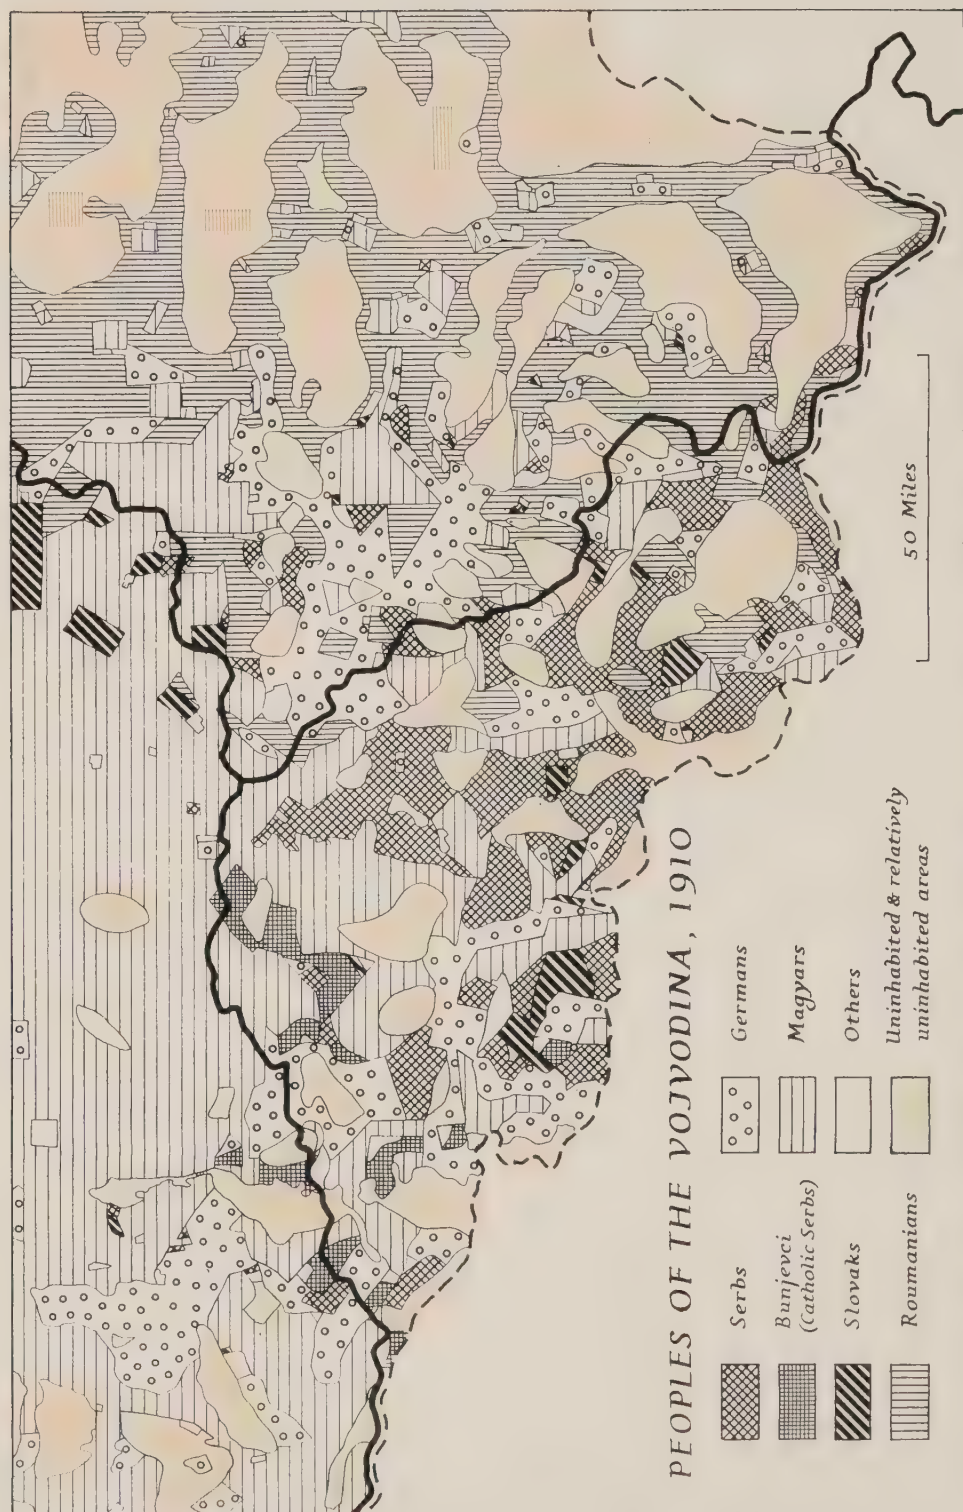 PEOPLES OF THE VOJVODINA, 1910
Serbs
Bunjevci
(Catholic Serbs)
Slovaks
Roumanians
Germans
Magyars
Others
Uninhabited & relatively
uninhabited areas
50 Miles